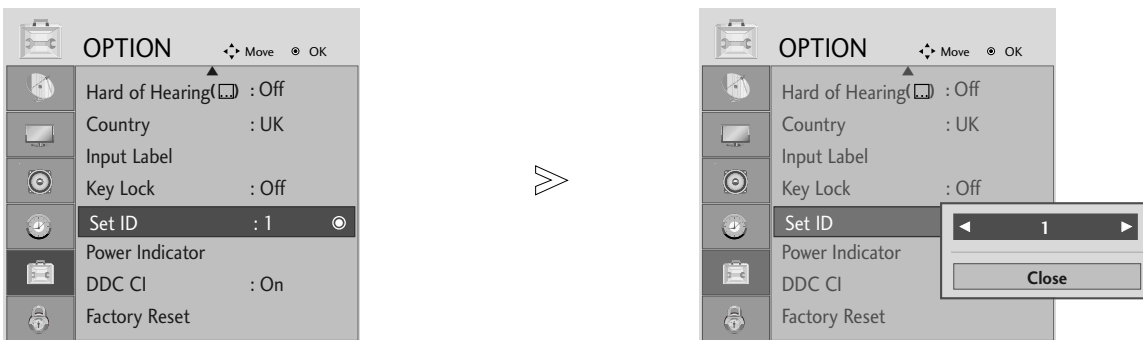 OPTION Move OK
Hard of Hearing( ) : Off
Country : UK
Input Label
Key Lock : Off
Set ID : 1
Power Indicator
DDC CI : On
Factory Reset
OPTION Move OK
Hard of Hearing( ) : Off
Country : UK
Input Label
Key Lock : Off
Set ID
Power Indicator
DDC CI
Factory Reset
◄ 1 ►
Close